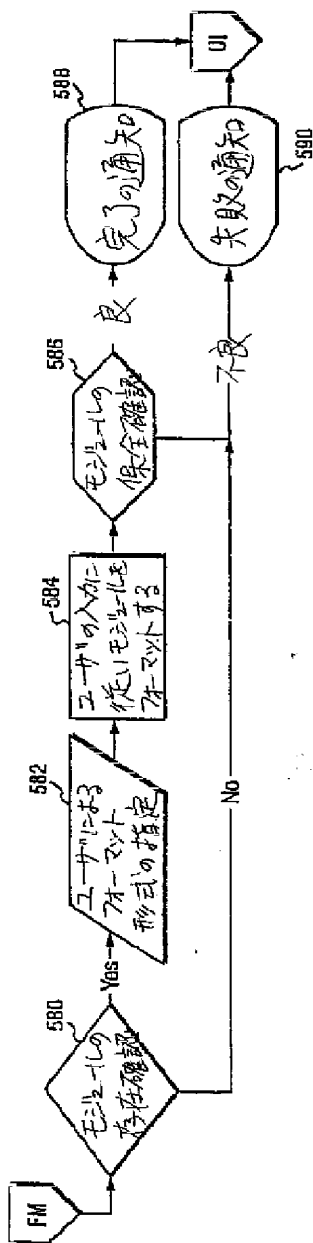 FM
580
モジュールの
存在確認
Yes
No
582
ユーザによる
フォーマット
形式の指定
584
ユーザの入力に
従いモジュールを
フォーマットする
586
モジュールの
保全確認
良
不良
588
完了の通知
590
失敗の通知
UI